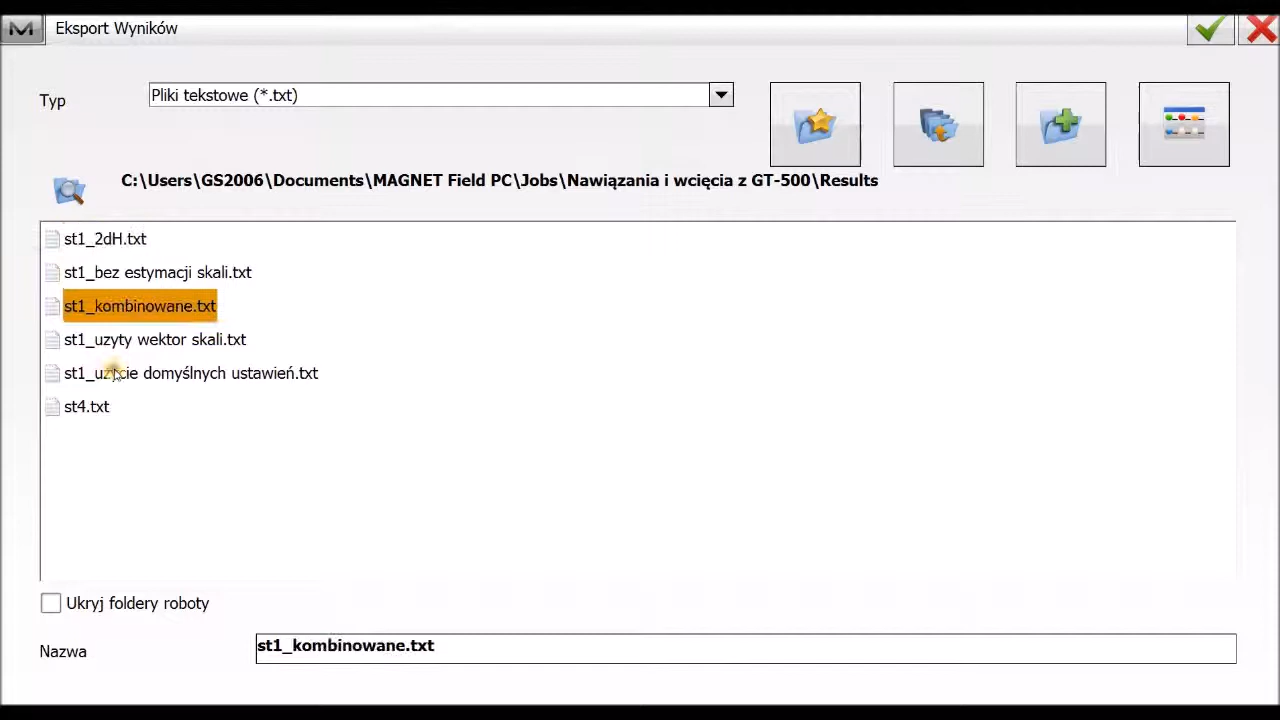 Eksport Wyników
Typ
Pliki tekstowe (*.txt)
C:\Users\GS2006\Documents\MAGNET Field PC\Jobs\Nawiązania i wcięcia z GT-500\Results
st1_2dH.txt
st1_bez estymacji skali.txt
st1_kombinowane.txt
st1_uzyty wektor skali.txt
st1_uzycie domyślnych ustawień.txt
st4.txt
Ukryj foldery roboty
Nazwa
st1_kombinowane.txt